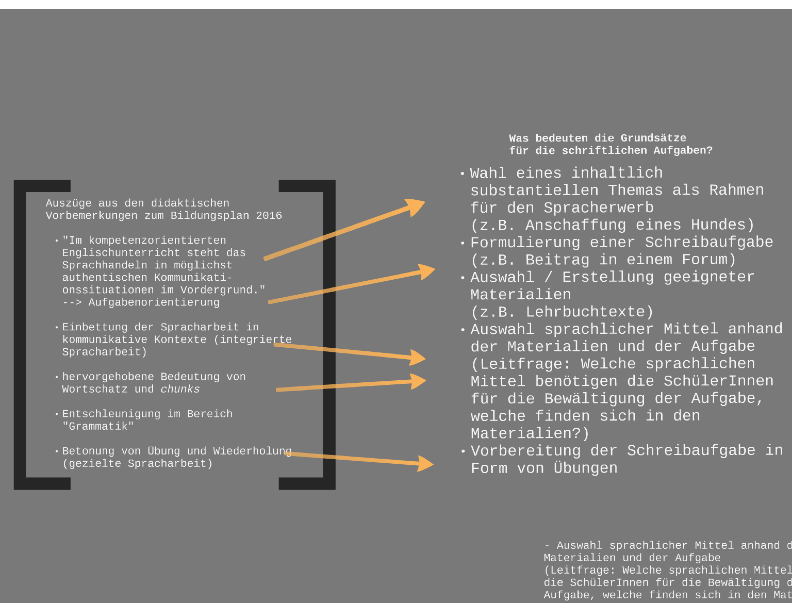 Auszüge aus den didaktischen
Vorbemerkungen zum Bildungsplan 2016
• "Im kompetenzorientierten
Englischunterricht steht das
Sprachhandeln in möglichst
authentischen Kommunikati-
onssituationen im Vordergrund."
--> Aufgabenorientierung
• Einbettung der Spracharbeit in
kommunikative Kontexte (integrierte
Spracharbeit)
• hervorgehobene Bedeutung von
Wortschatz und chunks
• Entschleunigung im Bereich
"Grammatik"
• Betonung von Übung und Wiederholung
(gezielte Spracharbeit)
Was bedeuten die Grundsätze
für die schriftlichen Aufgaben?
• Wahl eines inhaltlich
substantiellen Themas als Rahmen
für den Spracherwerb
(z.B. Anschaffung eines Hundes)
• Formulierung einer Schreibaufgabe
(z.B. Beitrag in einem Forum)
• Auswahl / Erstellung geeigneter
Materialien
(z.B. Lehrbuchtexte)
• Auswahl sprachlicher Mittel anhand
der Materialien und der Aufgabe
(Leitfrage: Welche sprachlichen
Mittel benötigen die SchülerInnen
für die Bewältigung der Aufgabe,
welche finden sich in den
Materialien?)
• Vorbereitung der Schreibaufgabe in
Form von Übungen
- Auswahl sprachlicher Mittel anhand
Materialien und der Aufgabe
(Leitfrage: Welche sprachlichen Mittel
die SchülerInnen für die Bewältigung
Aufgabe, welche finden sich in den